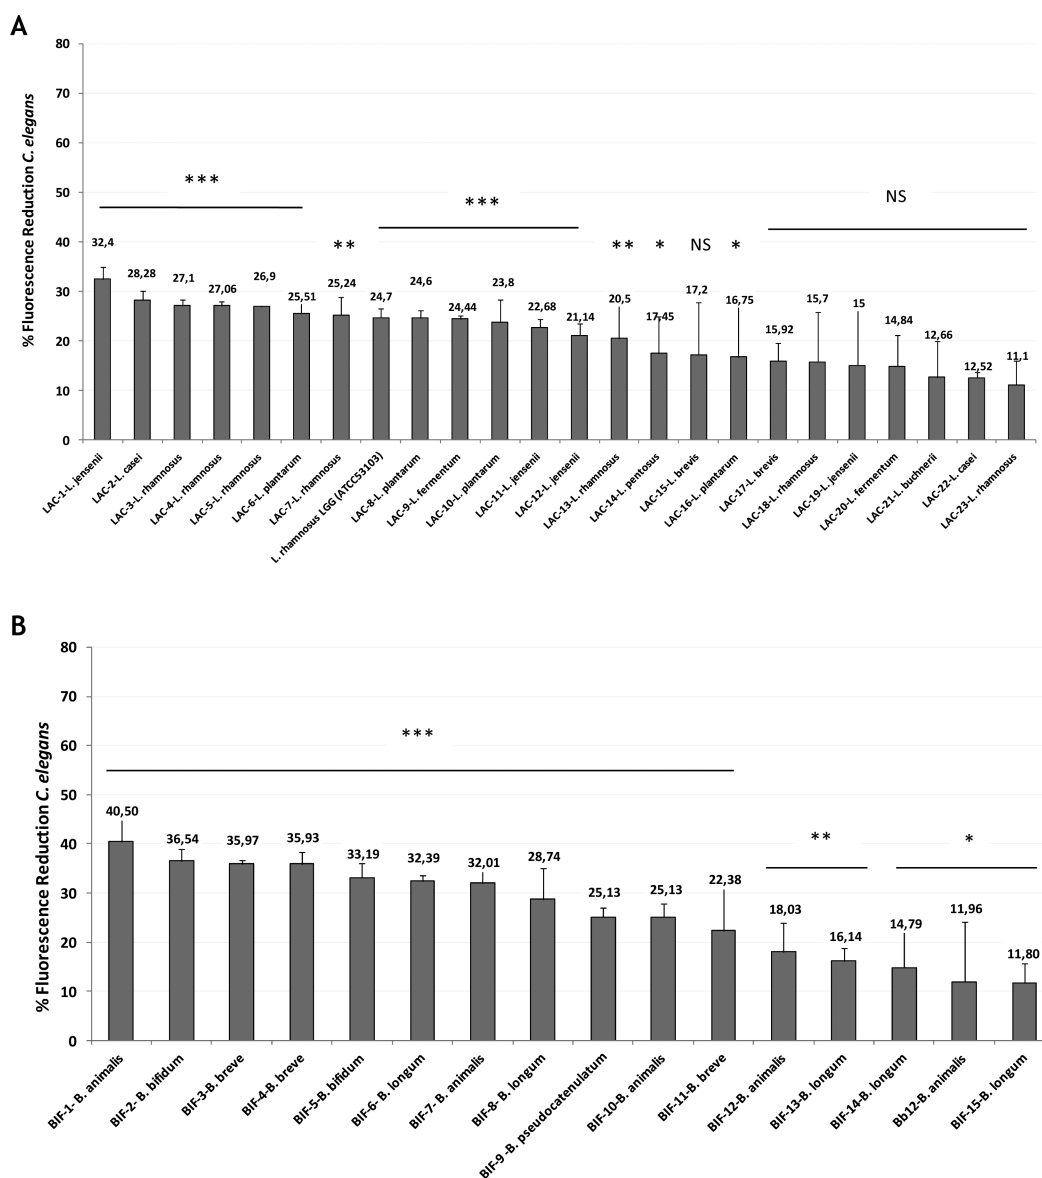 A
80
70
60
50
40
30
20
10
0
% Fluorescence Reduction C. elegans
***
**
***
**
*
NS
*
NS
32,4
28,28
27,1
27,06
26,9
25,51
25,24
24,7
24,6
24,44
23,8
22,68
21,14
20,5
17,45
17,2
16,75
15,92
15,7
15
14,84
12,66
12,52
11,1
LAC-1-L. jensenii
LAC-2-L. casei
LAC-3-L. rhamnosus
LAC-4-L. rhamnosus
LAC-5-L. rhamnosus
LAC-6-L. plantarum
LAC-7-L. rhamnosus
L. rhamnosus LGG (ATCC53103)
LAC-8-L. plantarum
LAC-9-L. fermentum
LAC-10-L. plantarum
LAC-11-L. jensenii
LAC-12-L. jensenii
LAC-13-L. rhamnosus
LAC-14-L. pentosus
LAC-15-L. brevis
LAC-16-L. plantarum
LAC-17-L. brevis
LAC-18-L. rhamnosus
LAC-19-L. jensenii
LAC-20-L. fermentum
LAC-21-L. buchnerii
LAC-22-L. casei
LAC-23-L. rhamnosus
B
80
70
60
50
40
30
20
10
0
% Fluorescence Reduction C. elegans
***
**
*
40,50
36,54
35,97
35,93
33,19
32,39
32,01
28,74
25,13
25,13
22,38
18,03
16,14
14,79
11,96
11,80
BIF-1- B. animalis
BIF-2- B. bifidum
BIF-3-B. breve
BIF-4-B. breve
BIF-5-B. bifidum
BIF-6- B. longum
BIF-7- B. animalis
BIF-8- B. longum
BIF-9 -B. pseudocatenulatum
BIF-10-B. animalis
BIF-11-B. breve
BIF-12-B. animalis
BIF-13-B. longum
BIF-14-B. longum
Bb12-B. animalis
BIF-15-B. longum